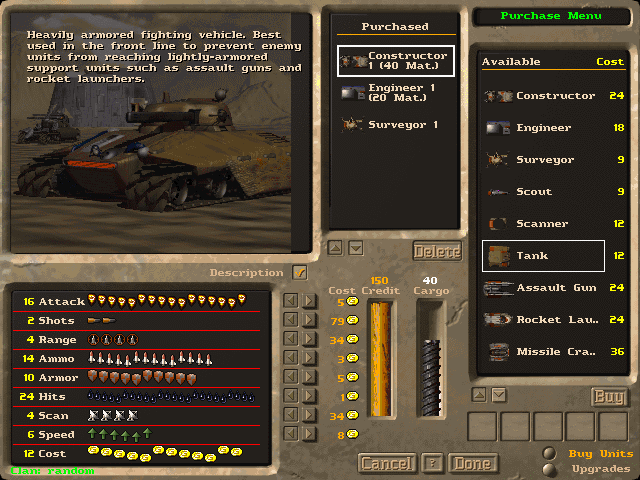 Heavily armored fighting vehicle. Best
used in the front line to prevent enemy
units from reaching lightly-armored
support units such as assault guns and
rocket launchers.
Description
Purchased
Constructor
1 (40 Mat.)
Engineer 1
(20 Mat.)
Surveyor 1
Delete
Purchase Menu
Available Cost
Constructor 24
Engineer 18
Surveyor 9
Scout 9
Scanner 12
Tank 12
Assault Gun 24
Rocket Lau.. 24
Missile Cra.. 36
Buy
Buy Units
Upgrades
16 Attack
2 Shots
4 Range
14 Ammo
10 Armor
24 Hits
4 Scan
6 Speed
12 Cost
Clan: random
150 40
Cost Credit Cargo
5
79
34
3
5
1
34
8
Cancel ? Done